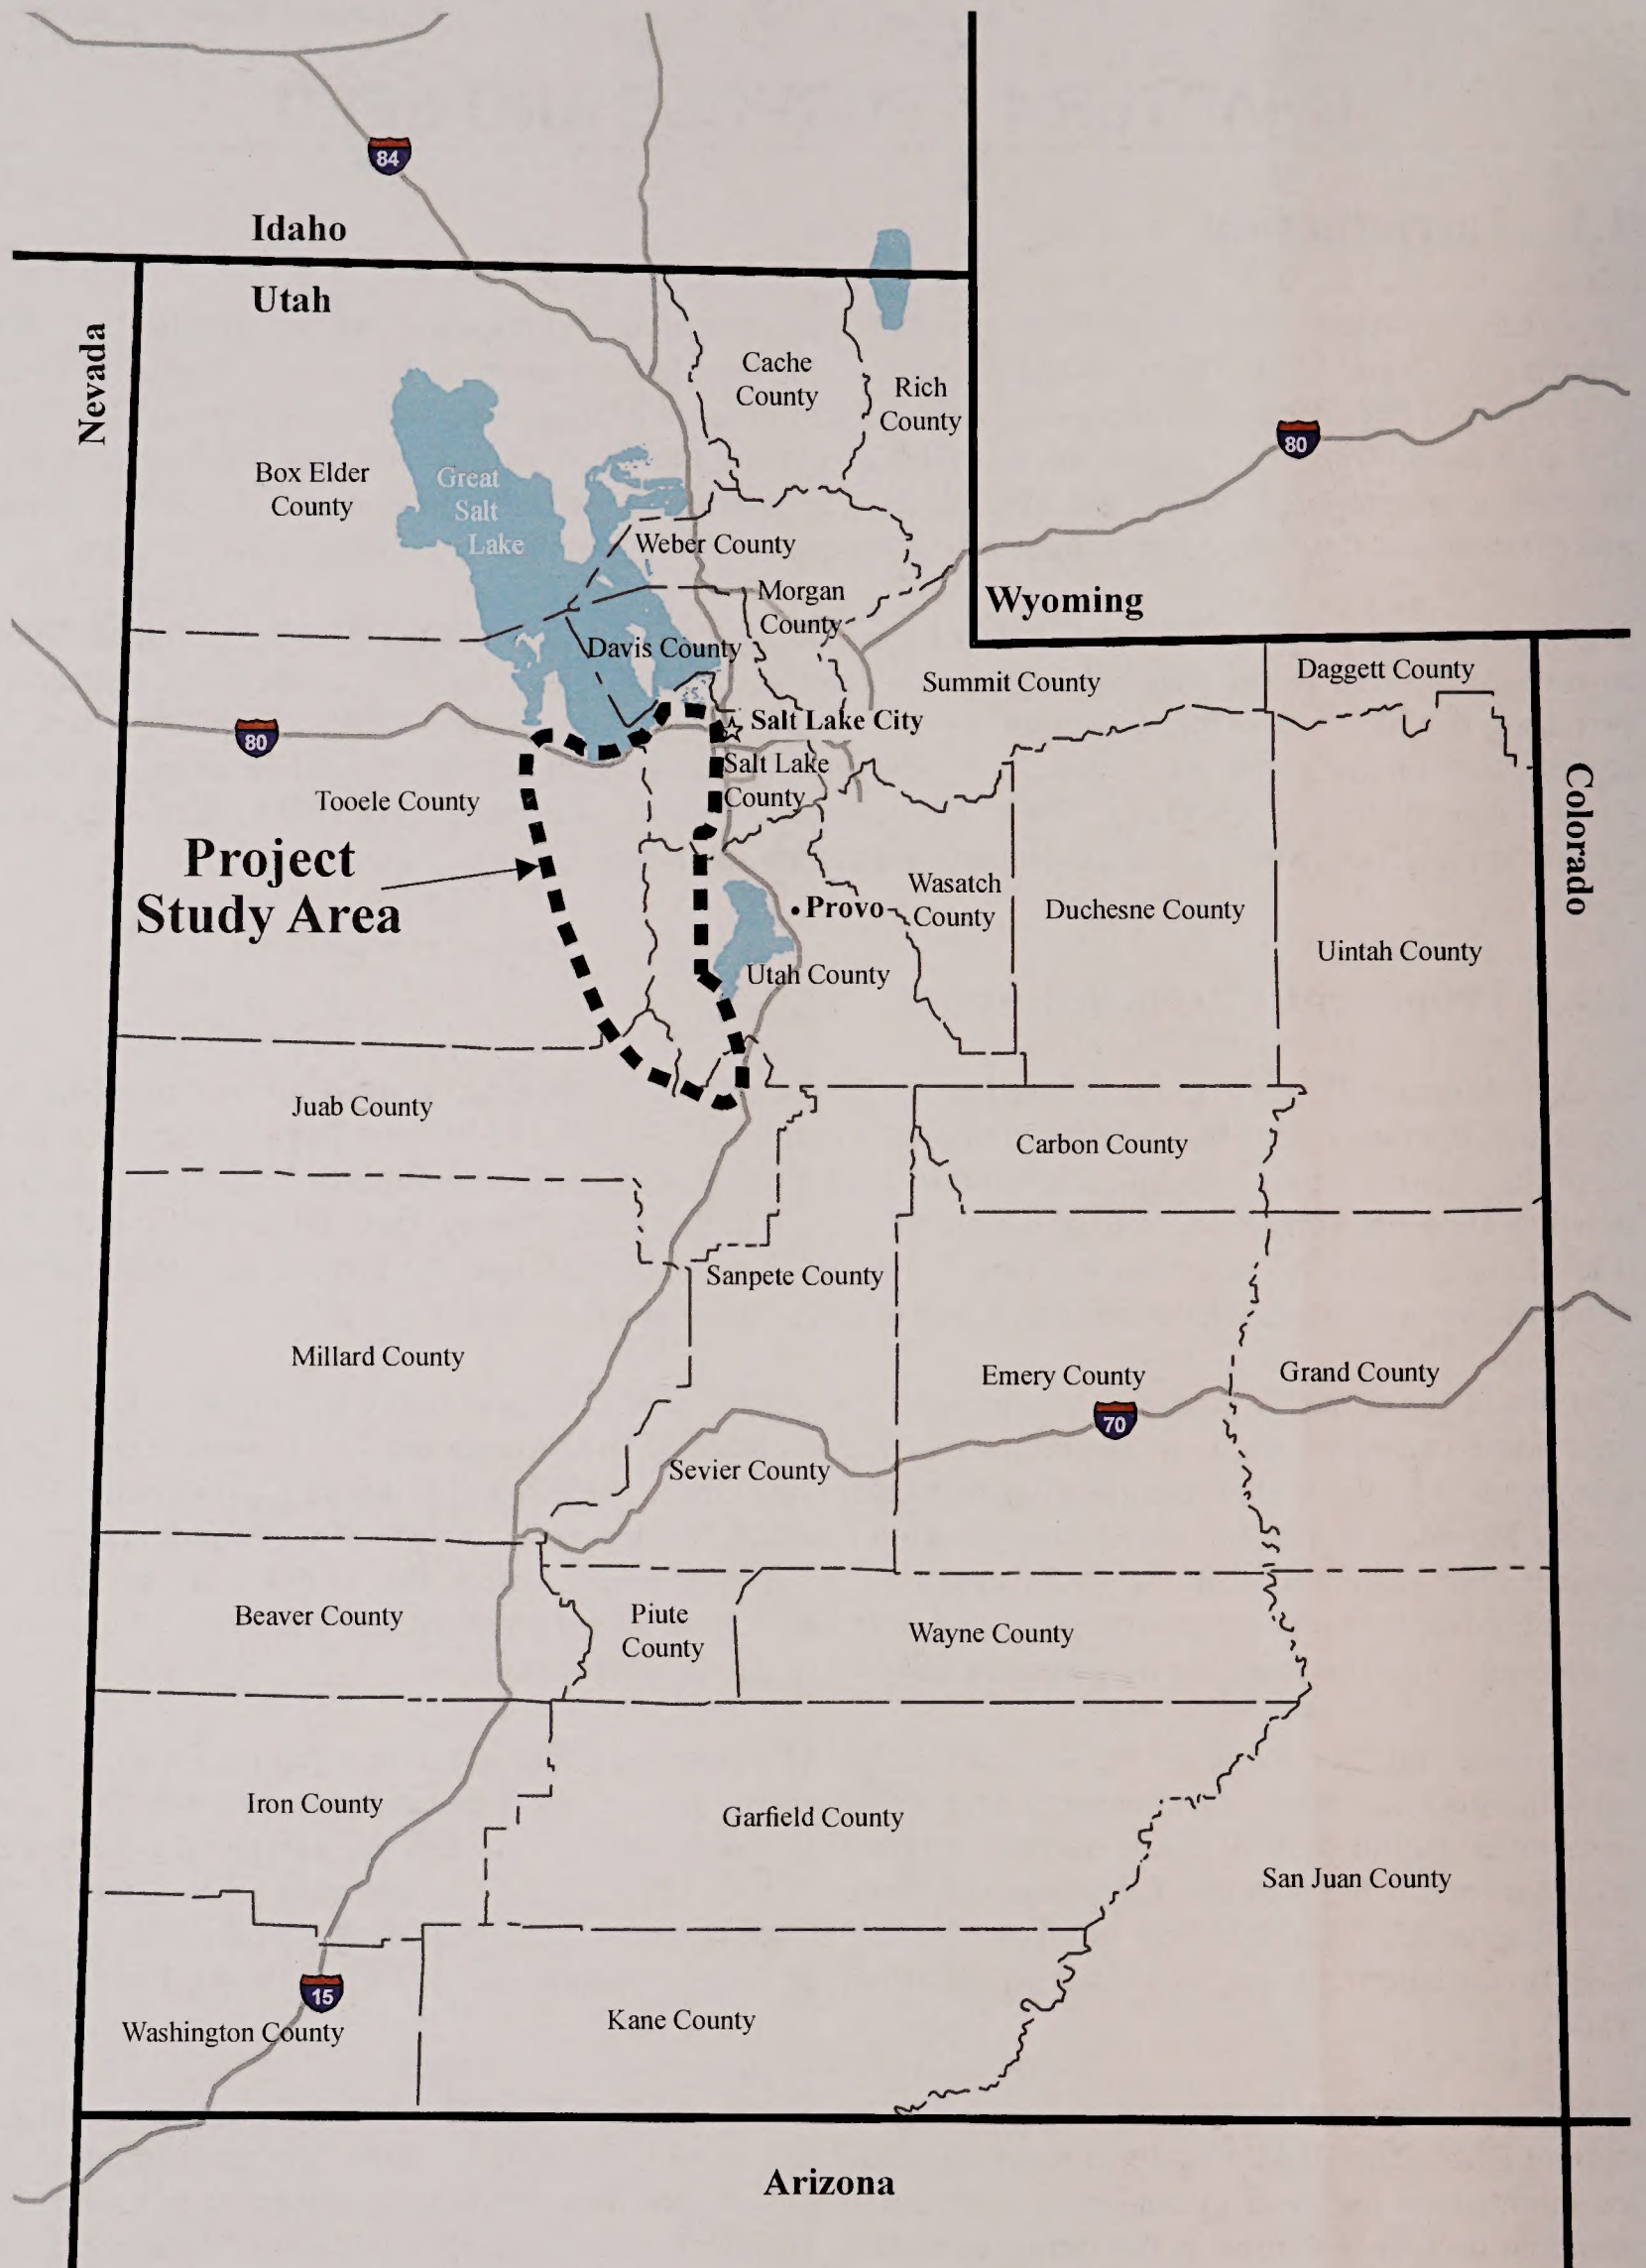 84
Idaho
Utah
Nevada
Cache
County
Rich
County
80
Box Elder
County
Great
Salt
Lake
Weber County
Morgan
County
Wyoming
Davis County
Summit County
Daggett County
Salt Lake City
80
Salt Lake
County
Tooele County
Colorado
Project
Study Area
Wasatch
County
Provo
Duchesne County
Uintah County
Utah County
Juab County
Carbon County
Sanpete County
Millard County
Emery County
Grand County
70
Sevier County
Beaver County
Piute
County
Wayne County
Iron County
Garfield County
San Juan County
15
Washington County
Kane County
Arizona